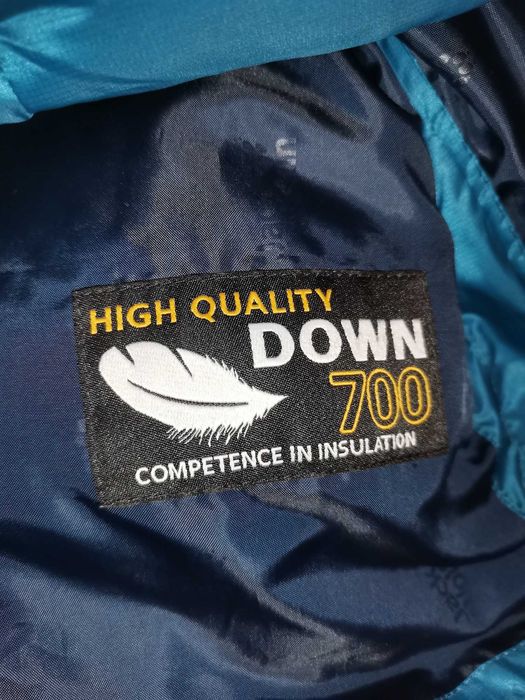 HIGH QUALITY
DOWN
700
COMPETENCE IN INSULATION